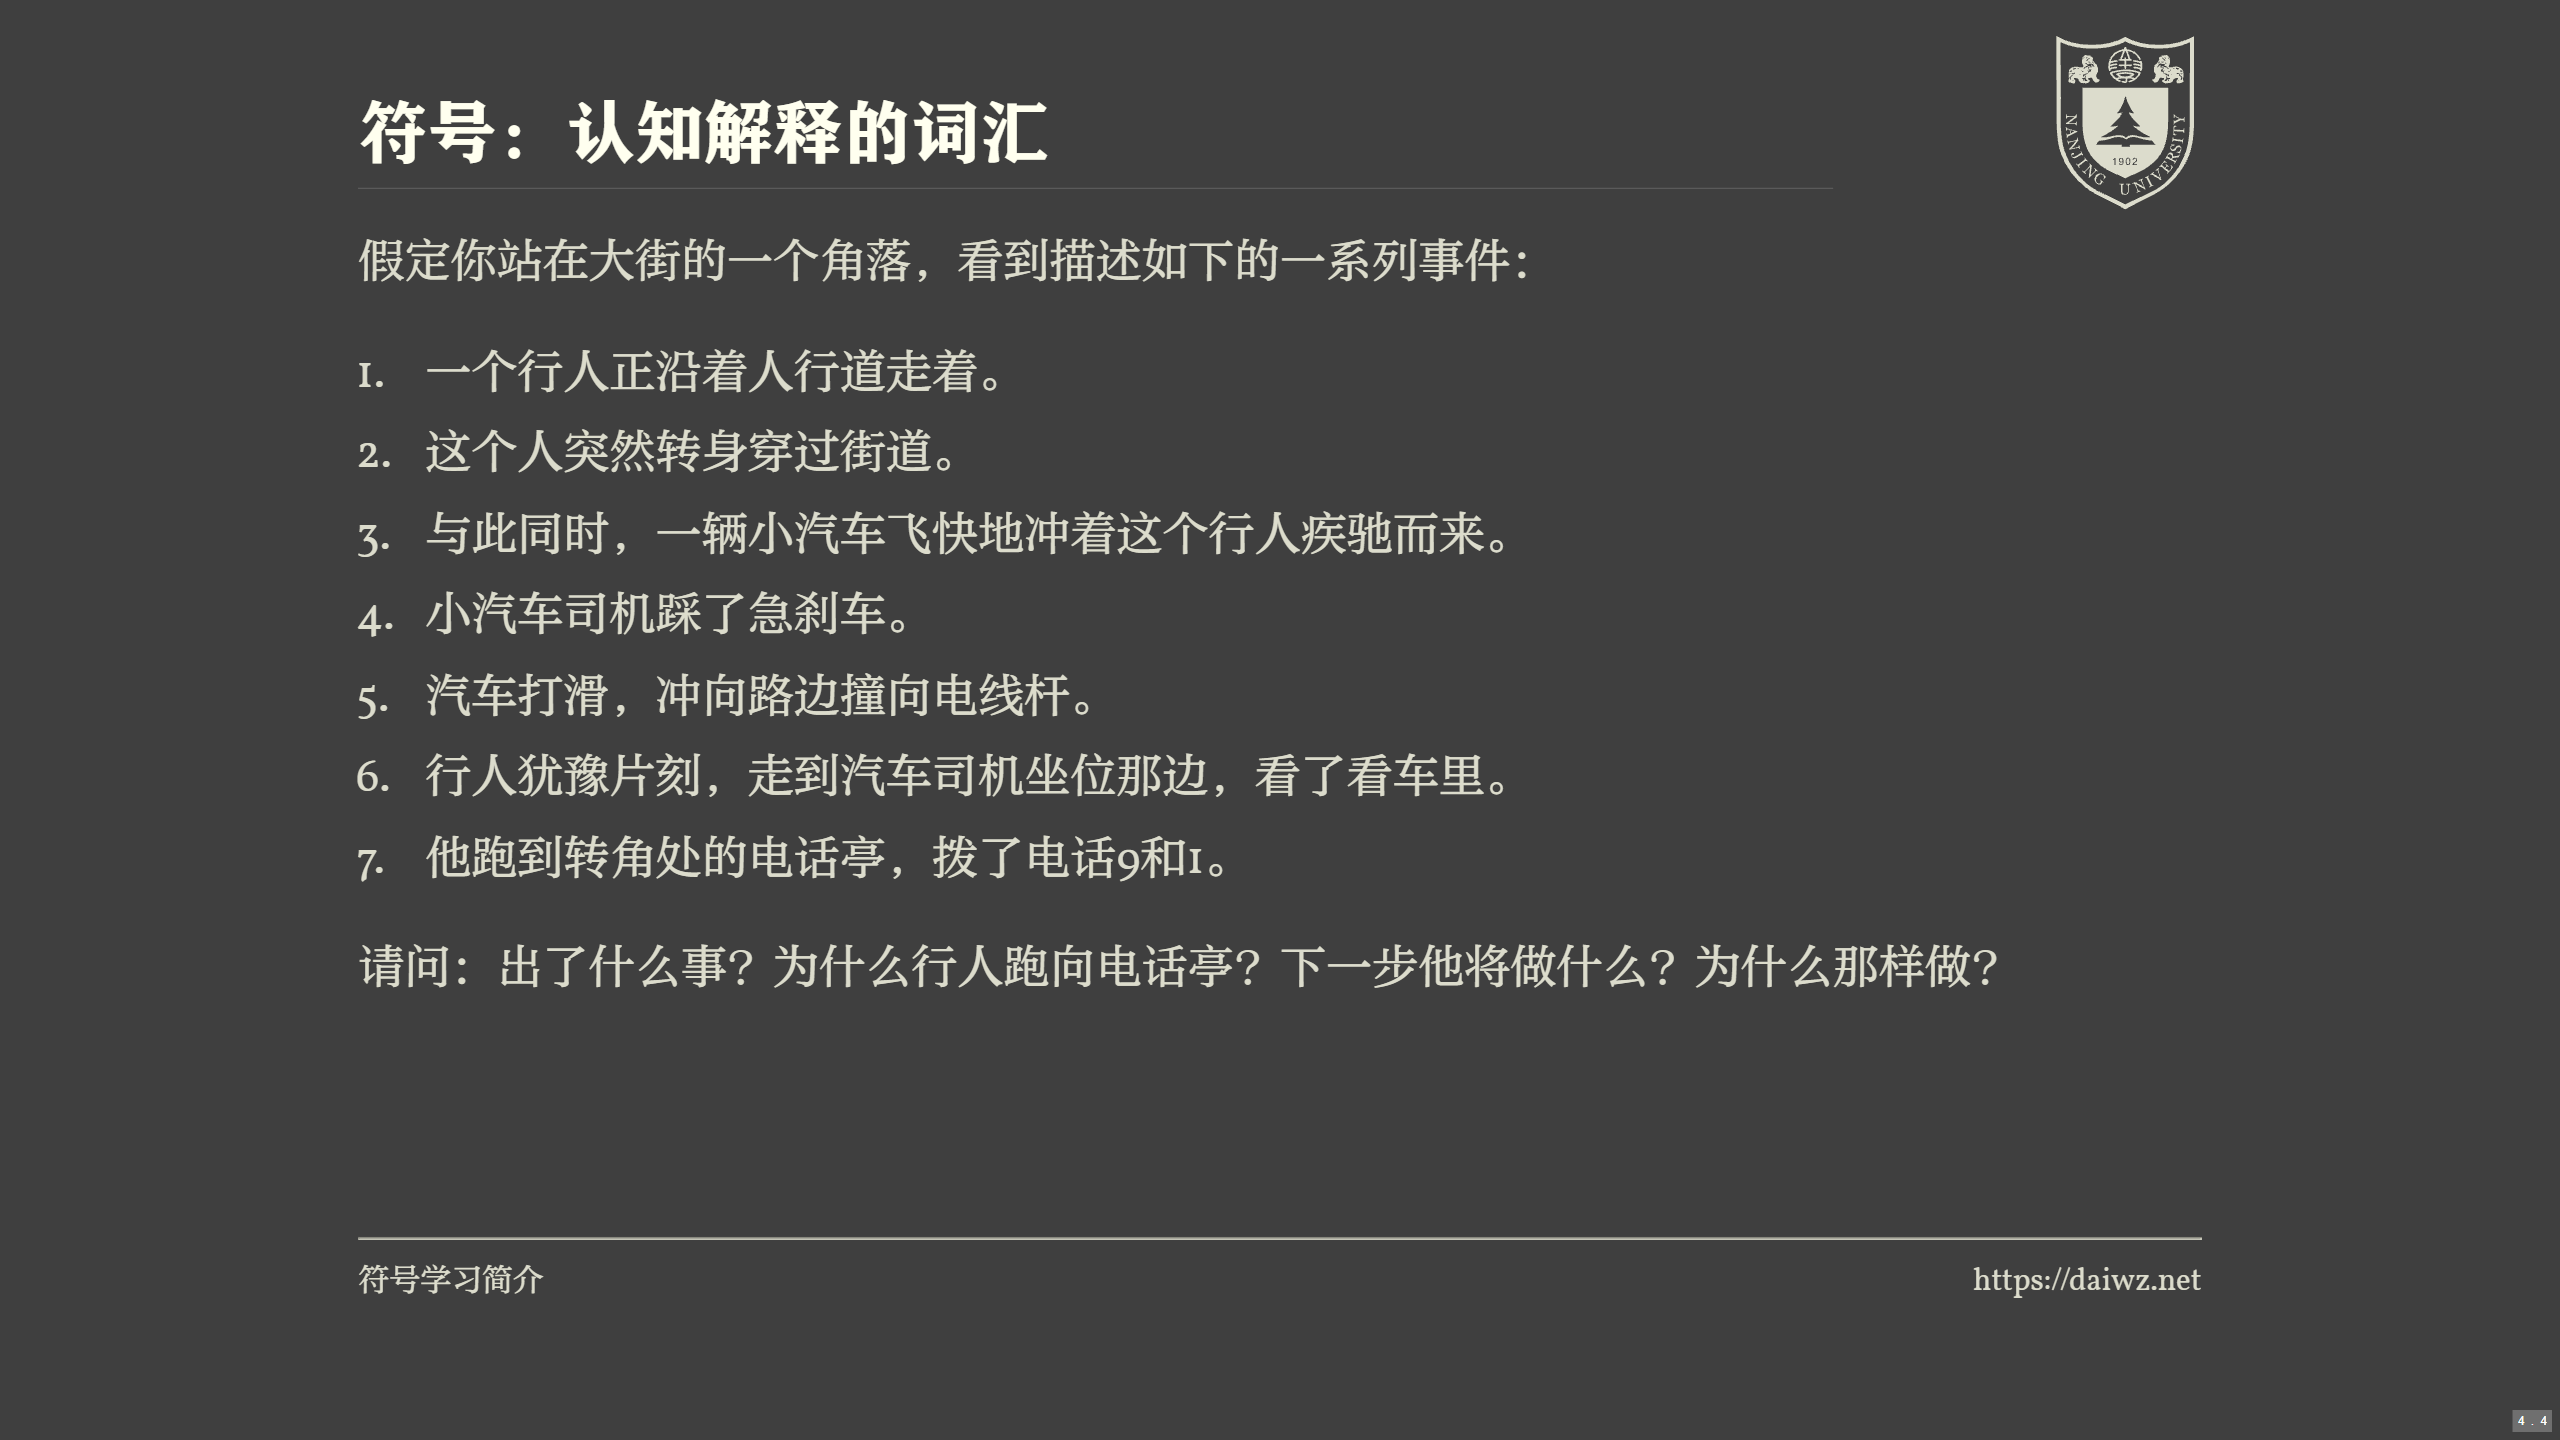 符号：认知解释的词汇
NANJING UNIVERSITY
1902
假定你站在大街的一个角落，看到描述如下的一系列事件：
1. 一个行人正沿着人行道走着。
2. 这个人突然转身穿过街道。
3. 与此同时，一辆小汽车飞快地冲着这个行人疾驰而来。
4. 小汽车司机踩了急刹车。
5. 汽车打滑，冲向路边撞向电线杆。
6. 行人犹豫片刻，走到汽车司机坐位那边，看了看车里。
7. 他跑到转角处的电话亭，拨了电话9和1。
请问：出了什么事？为什么行人跑向电话亭？下一步他将做什么？为什么那样做？
符号学习简介
https://daiwz.net
4 . 4